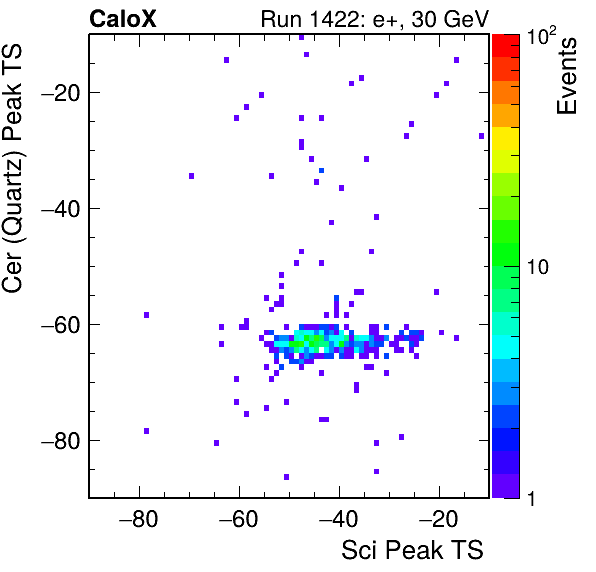 CaloX Run 1422: e+, 30 GeV
Cer (Quartz) Peak TS
−20
−40
−60
−80
−80 −60 −40 −20
Sci Peak TS
10²
10
1
Events